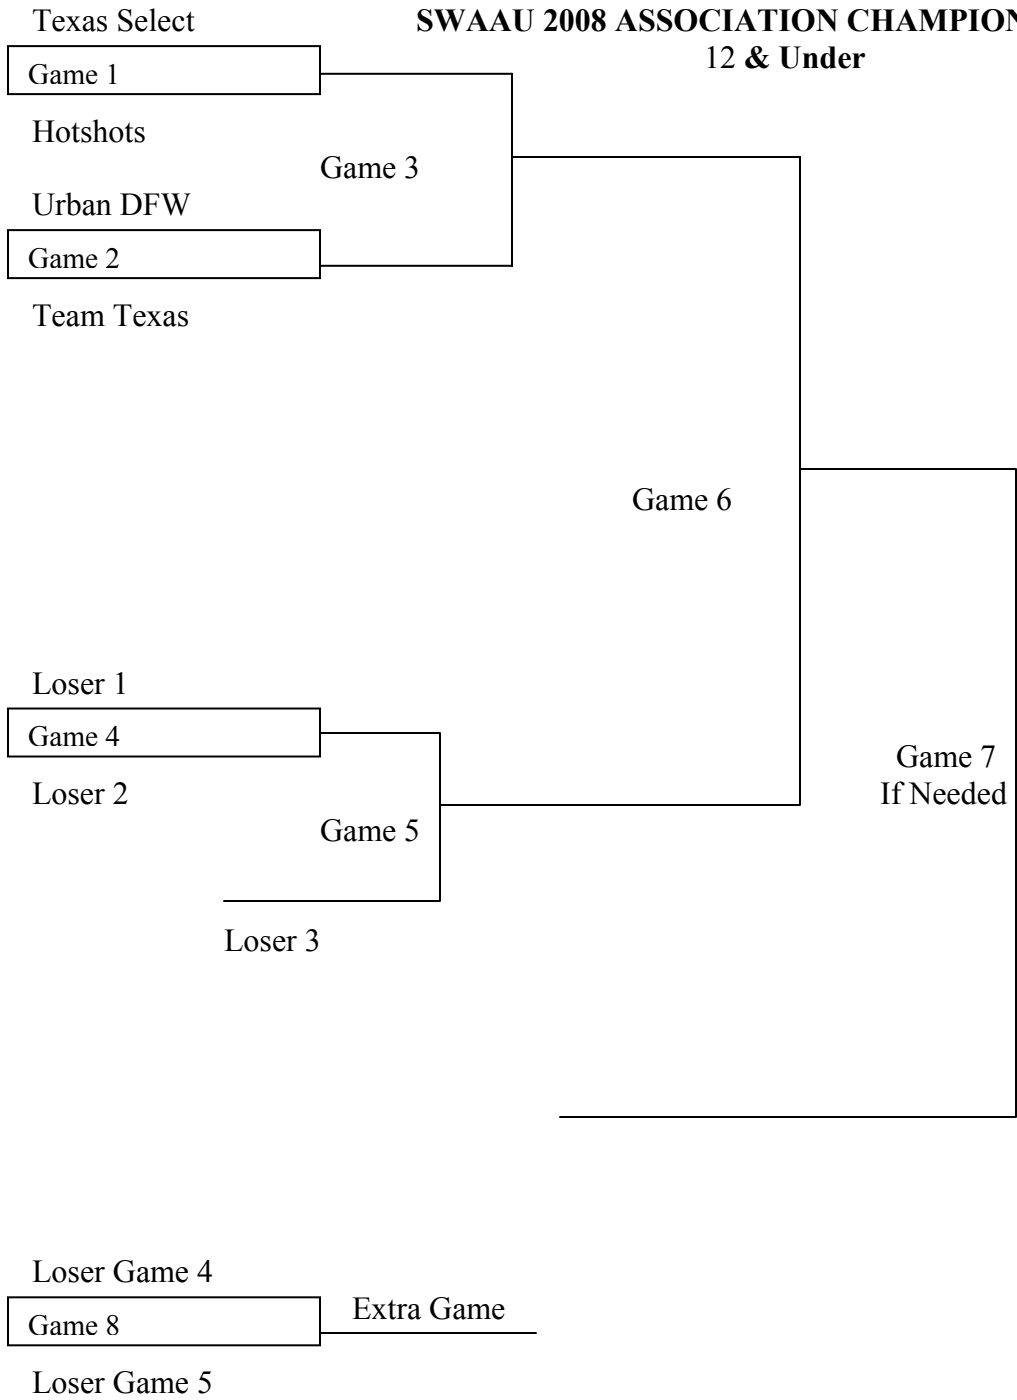 Texas Select
SWAAU 2008 ASSOCIATION CHAMPION
12 & Under
Game 1
Hotshots
Game 3
Urban DFW
Game 2
Team Texas
Game 6
Loser 1
Game 4
Loser 2
Game 5
Loser 3
Game 7
If Needed
Loser Game 4
Game 8
Extra Game
Loser Game 5